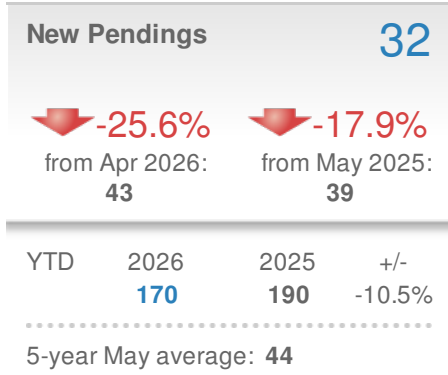 New Pendings 32
-25.6% -17.9%
from Apr 2026: from May 2025:
43 39
YTD 2026 2025 +/-
170 190 -10.5%
5-year May average: 44